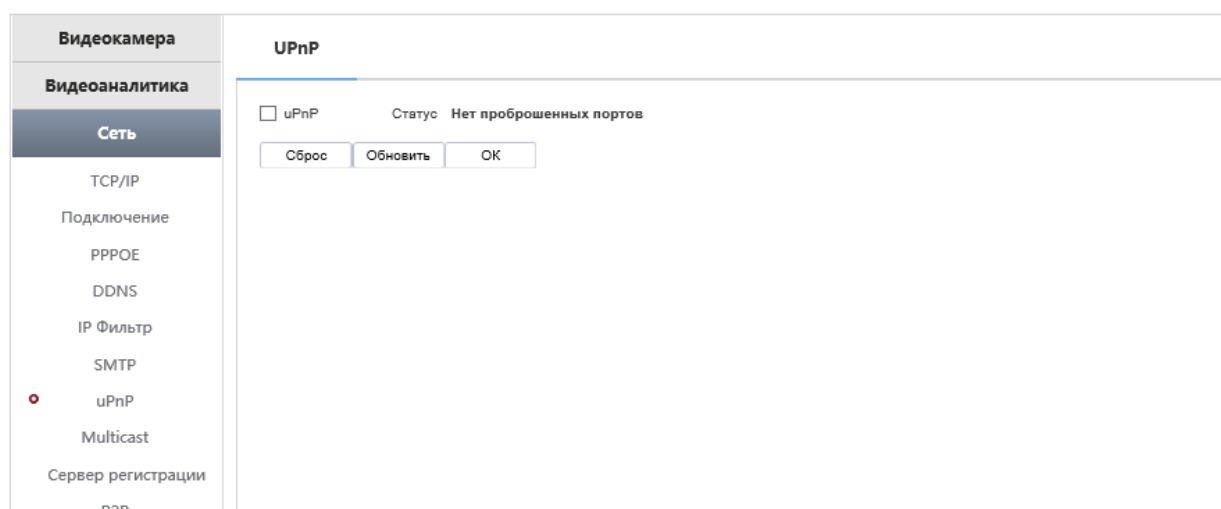 Видеокамера
Видеоаналитика
Сеть
TCP/IP
Подключение
PPPOE
DDNS
IP Фильтр
SMTP
uPnP
Multicast
Сервер регистрации
UPnP
uPnP Статус Нет проброшенных портов
Сброс Обновить ОК